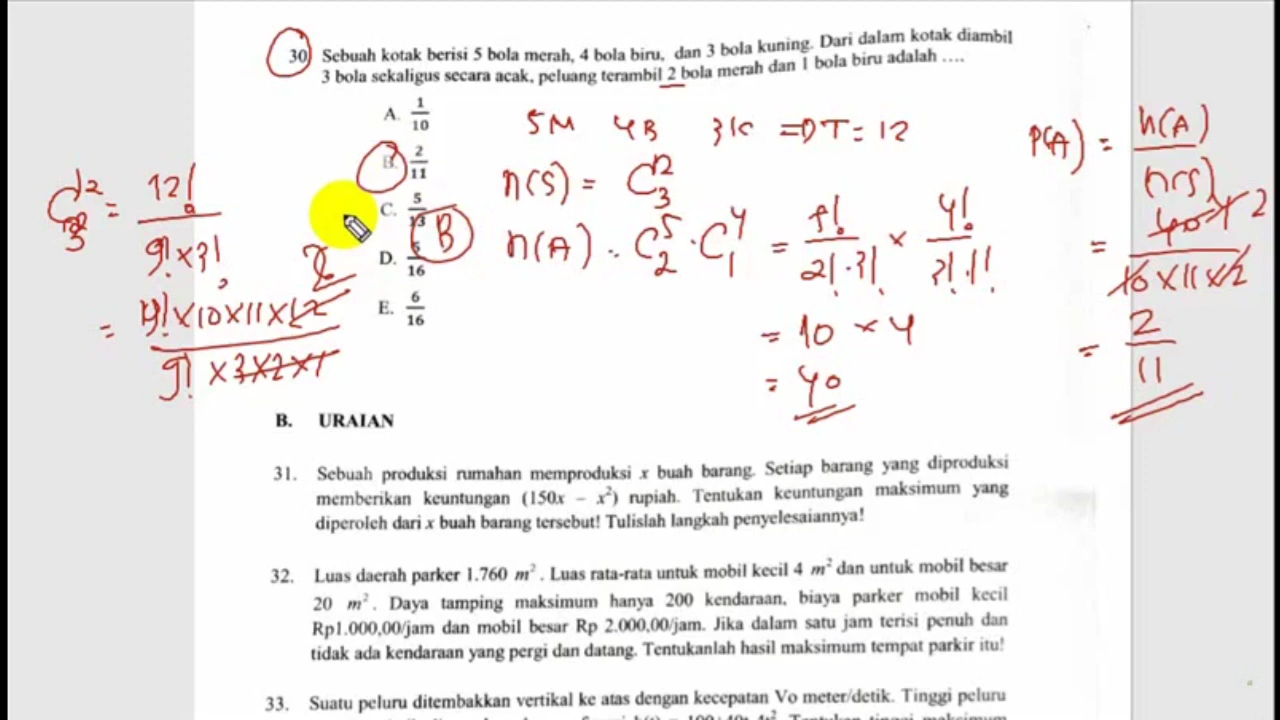 30 Sebuah kotak berisi 5 bola merah, 4 bola biru, dan 3 bola kuning. Dari dalam kotak diambil
3 bola sekaligus secara acak, peluang terambil 2 bola merah dan 1 bola biru adalah ....
A. 1/10
B. 2/11
C. 5/13
D. 5/16
E. 6/16
B
5M 4B 3K => T = 12
n(S) = C 12 3
n(A) = C 5 2 . C 4 1 = 5!/2!.3! × 4!/3!.1!
= 10 × 4
= 40
C 12 3 = 12!/9! × 3!
= 9! × 10 × 11 × 12/9! × 3 × 2 × 1
2
P(A) = n(A)/n(S)
= 40/10 × 11 × 2
= 2/11
B. URAIAN
31. Sebuah produksi rumahan memproduksi x buah barang. Setiap barang yang diproduksi
memberikan keuntungan (150x – x²) rupiah. Tentukan keuntungan maksimum yang
diperoleh dari x buah barang tersebut! Tulislah langkah penyelesaiannya!
32. Luas daerah parker 1.760 m². Luas rata-rata untuk mobil kecil 4 m² dan untuk mobil besar
20 m². Daya tamping maksimum hanya 200 kendaraan, biaya parker mobil kecil
Rp1.000,00/jam dan mobil besar Rp 2.000,00/jam. Jika dalam satu jam terisi penuh dan
tidak ada kendaraan yang pergi dan datang. Tentukanlah hasil maksimum tempat parkir itu!
33. Suatu peluru ditembakkan vertikal ke atas dengan kecepatan Vo meter/detik. Tinggi peluru